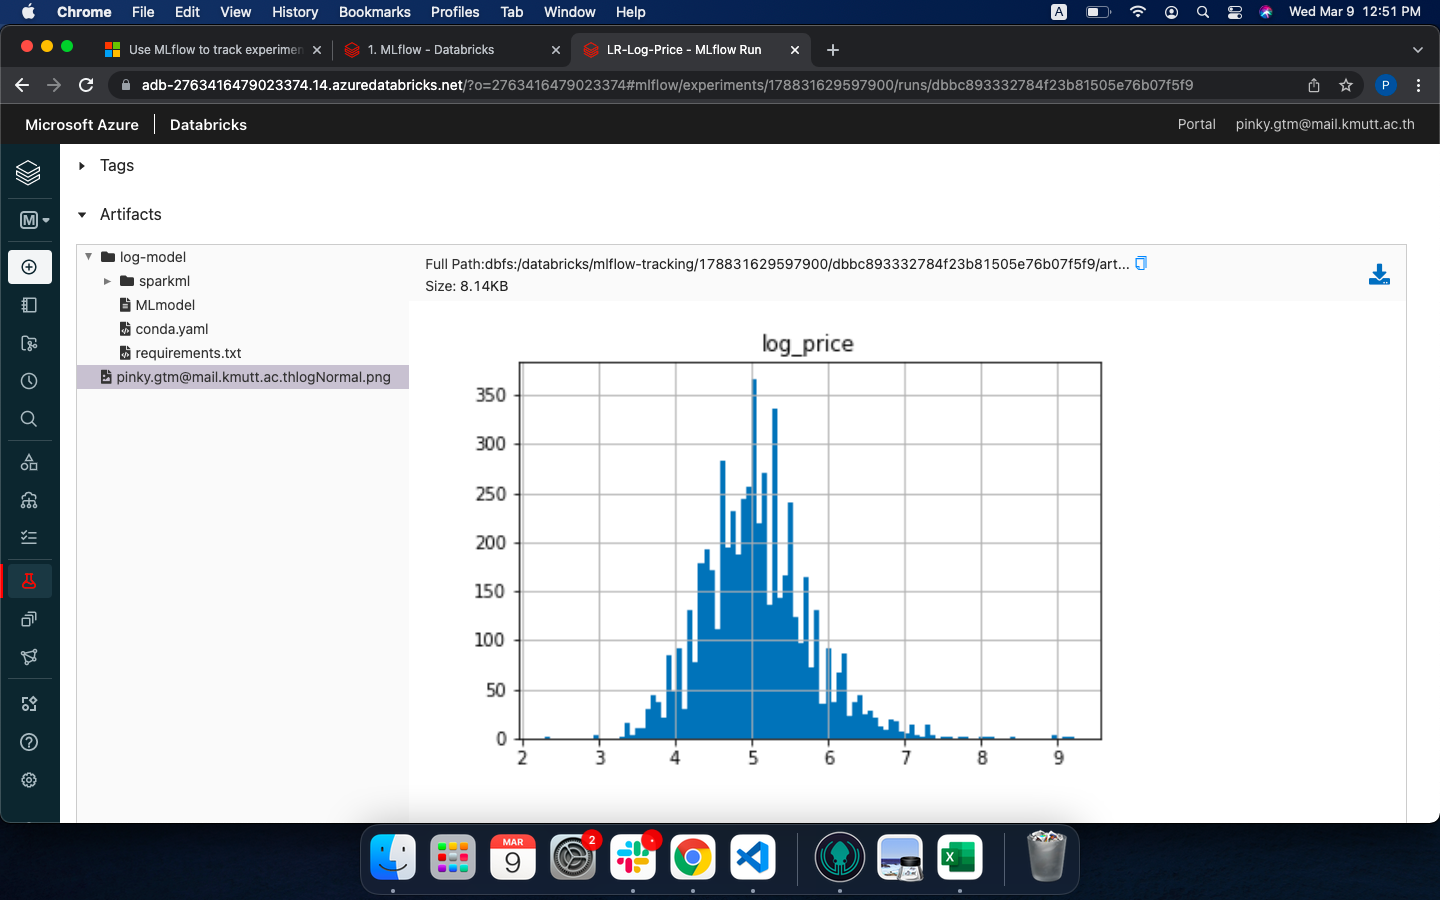 Chrome File Edit View History Bookmarks Profiles Tab Window Help A Wed Mar 9 12:51 PM
Use MLflow to track experimen 1. MLflow - Databricks LR-Log-Price - MLflow Run
adb-2763416479023374.14.azuredatabricks.net/?o=2763416479023374#mlflow/experiments/178831629597900/runs/dbbc893332784f23b81505e76b07f5f9 P
Microsoft Azure Databricks Portal pinky.gtm@mail.kmutt.ac.th
Tags
M
Artifacts
log-model
sparkml
MLmodel
conda.yaml
requirements.txt
pinky.gtm@mail.kmutt.ac.thlogNormal.png
Full Path:dbfs:/databricks/mlflow-tracking/178831629597900/dbbc893332784f23b81505e76b07f5f9/art...
Size: 8.14KB
log_price
350
300
250
200
150
100
50
0
2 3 4 5 6 7 8 9
MAR
9
2
X